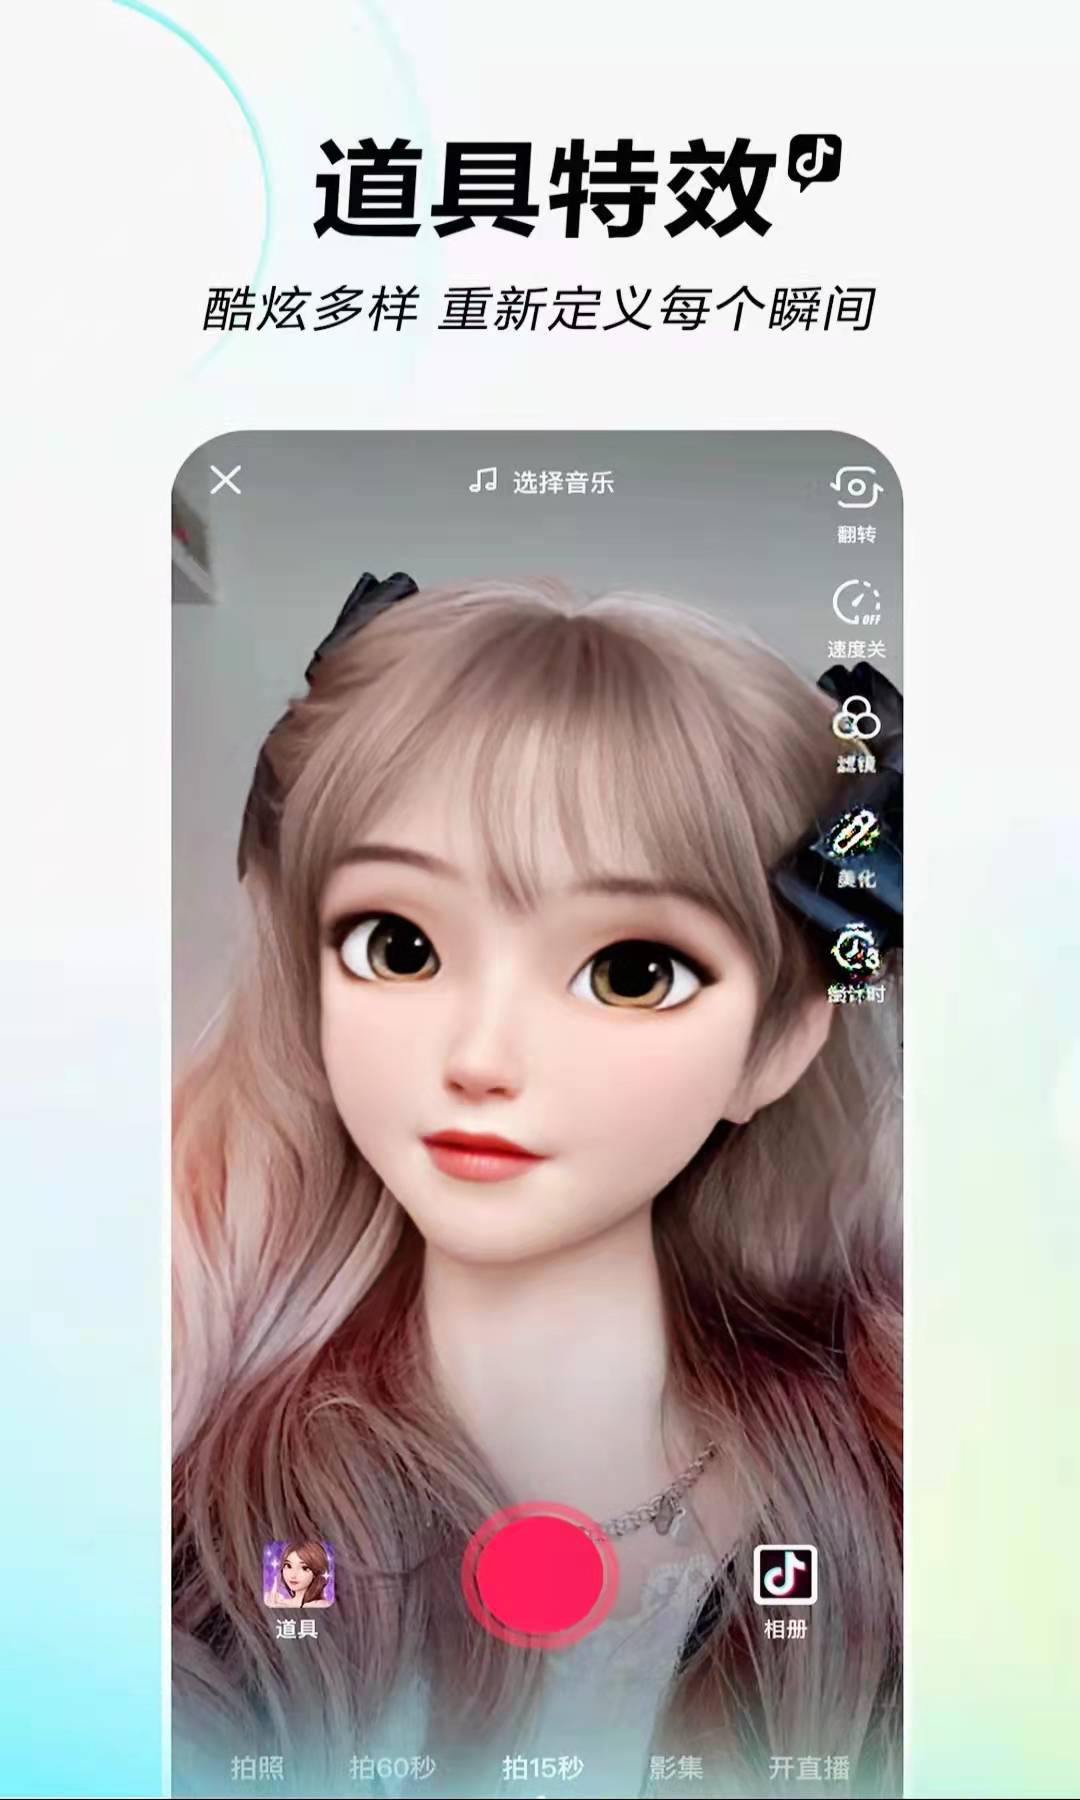 道具特效
酷炫多样 重新定义每个瞬间
选择音乐
翻转
OFF
速度关
滤镜
美化
3
倒计时
道具
相册
拍照 拍60秒 拍15秒 影集 开直播